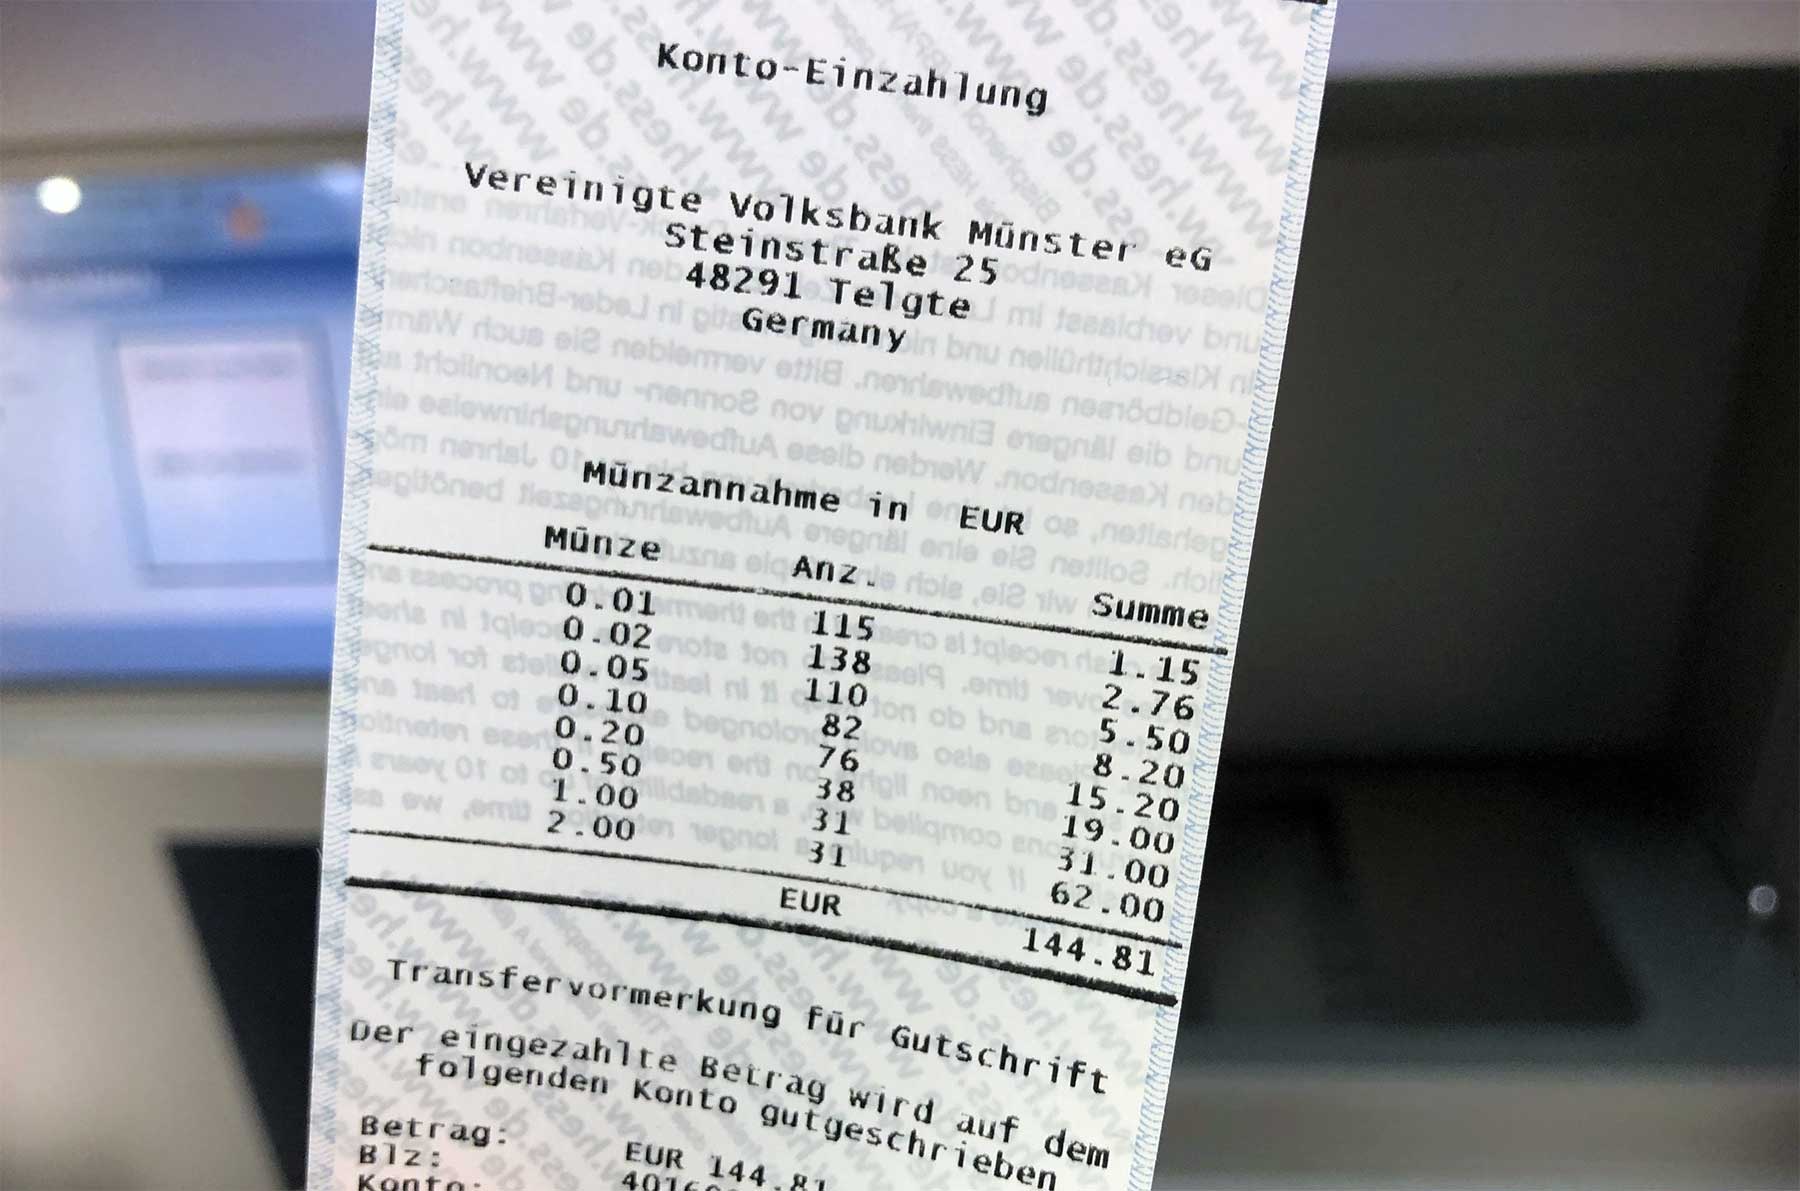 Konto-Einzahlung
Vereinigte Volksbank Münster eG
Steinstraße 25
48291 Telgte
Germany
Münzannahme in EUR
Münze Anz. Summe
0.01 115 1.15
0.02 138 2.76
0.05 110 5.50
0.10 82 8.20
0.20 76 15.20
0.50 38 19.00
1.00 31 31.00
2.00 31 62.00
EUR 144.81
Transfervormerkung für Gutschrift
Der eingezahlte Betrag wird auf dem
folgenden Konto gutgeschrieben
Betrag: EUR 144.81
Blz:
Konto: